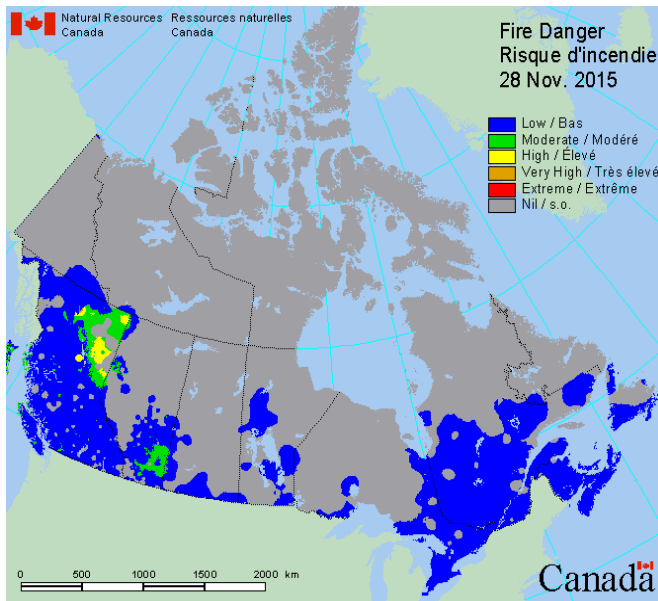 Natural Resources Ressources naturelles
Canada Canada
Fire Danger
Risque d'incendie
28 Nov. 2015
Low / Bas
Moderate / Modéré
High / Élevé
Very High / Très élevé
Extreme / Extrême
Nil / s.o.
0 500 1000 1500 2000 km
Canada